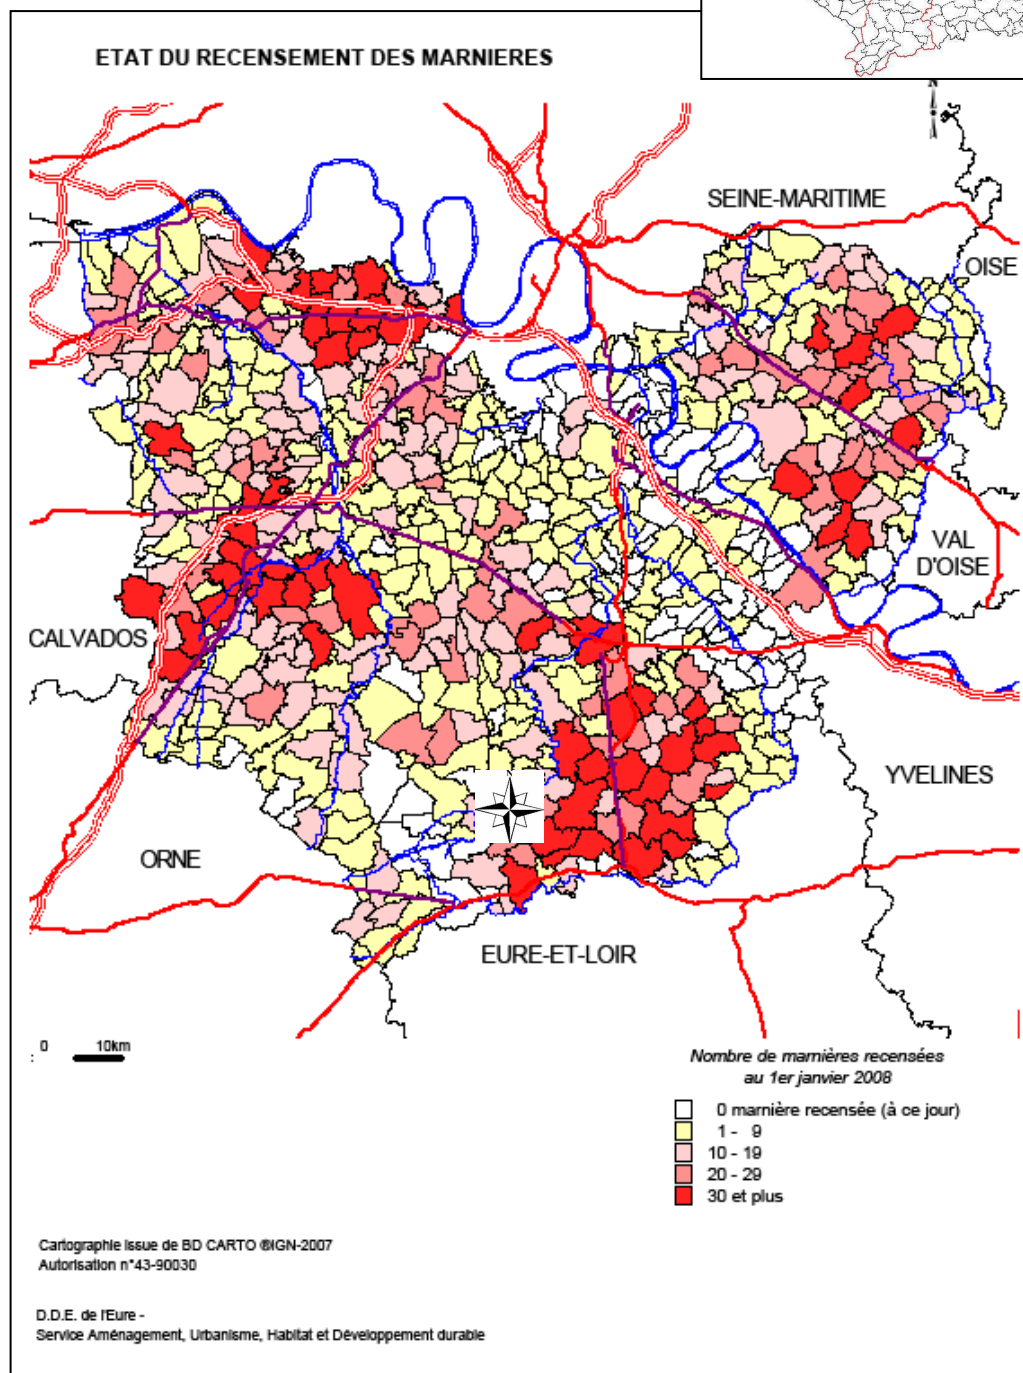 ETAT DU RECENSEMENT DES MARNIERES
SEINE-MARITIME
OISE
VAL
D'OISE
CALVADOS
YVELINES
ORNE
EURE-ET-LOIR
0 10km
Nombre de marnières recensées
au 1er janvier 2008
0 marnière recensée (à ce jour)
1 - 9
10 - 19
20 - 29
30 et plus
Cartographie issue de BD CARTO ®IGN-2007
Autorisation n°43-90030
D.D.E. de l'Eure -
Service Aménagement, Urbanisme, Habitat et Développement durable